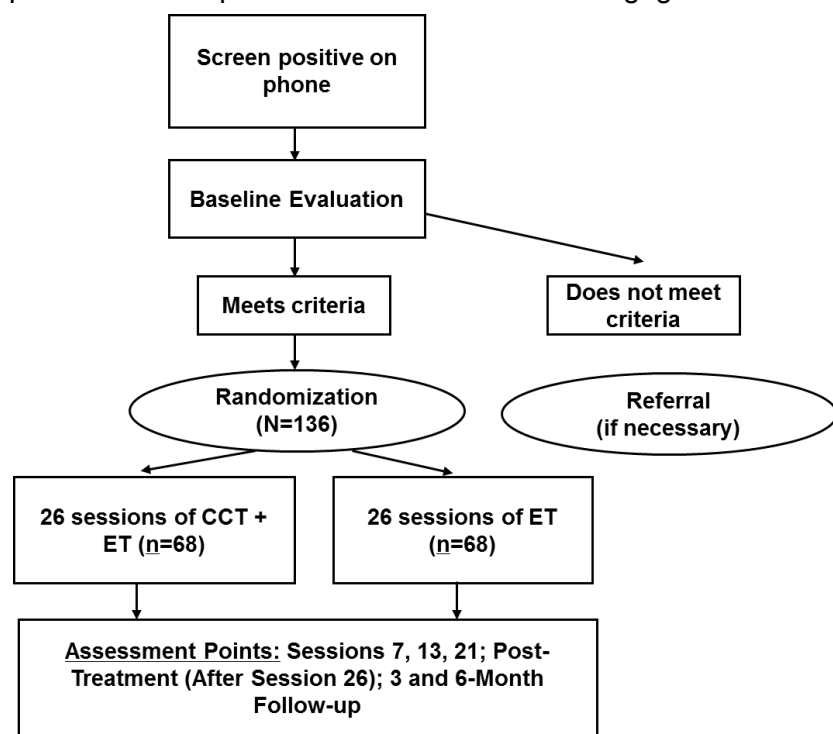 Screen positive on
phone
Baseline Evaluation
Meets criteria
Does not meet
criteria
Randomization
(N=136)
Referral
(if necessary)
26 sessions of CCT +
ET (n=68)
26 sessions of ET
(n=68)
Assessment Points: Sessions 7, 13, 21; Post-
Treatment (After Session 26); 3 and 6-Month
Follow-up